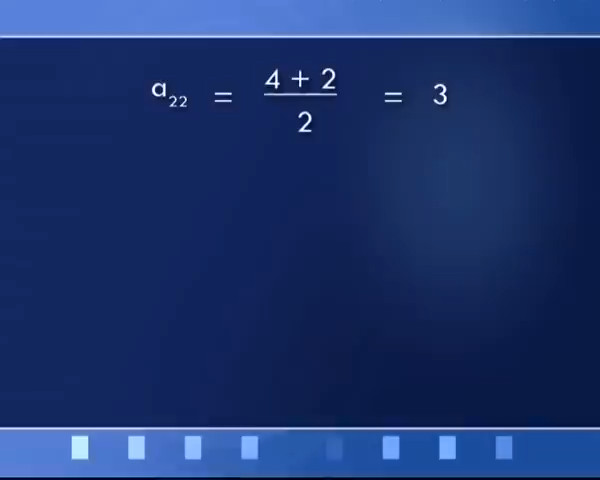 a₂₂ = (4 + 2)/2 = 3